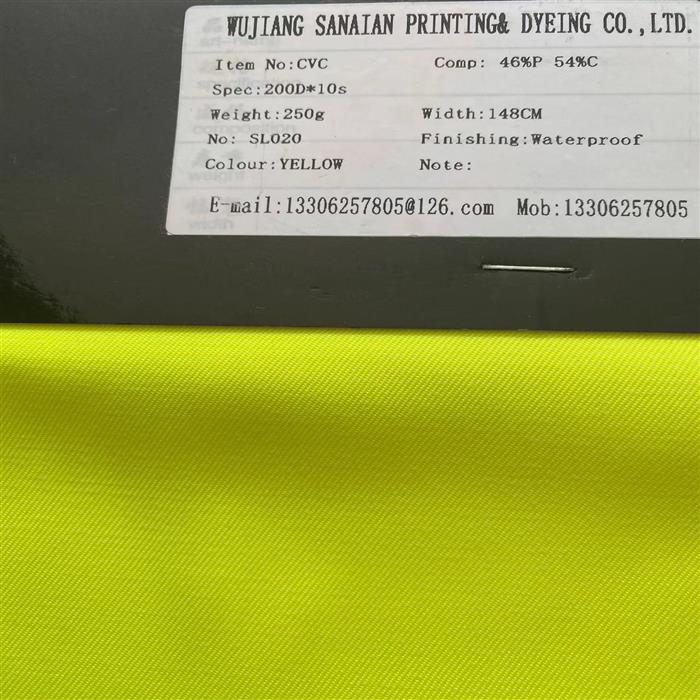 WUJIANG SANAIAN PRINTING& DYEING CO.,LTD.
Item No:CVC Comp: 46%P 54%C
Spec:200D*10s
Weight:250g Width:148CM
No: SL020 Finishing:Waterproof
Colour:YELLOW Note:
E-mail:13306257805@126.com Mob:13306257805